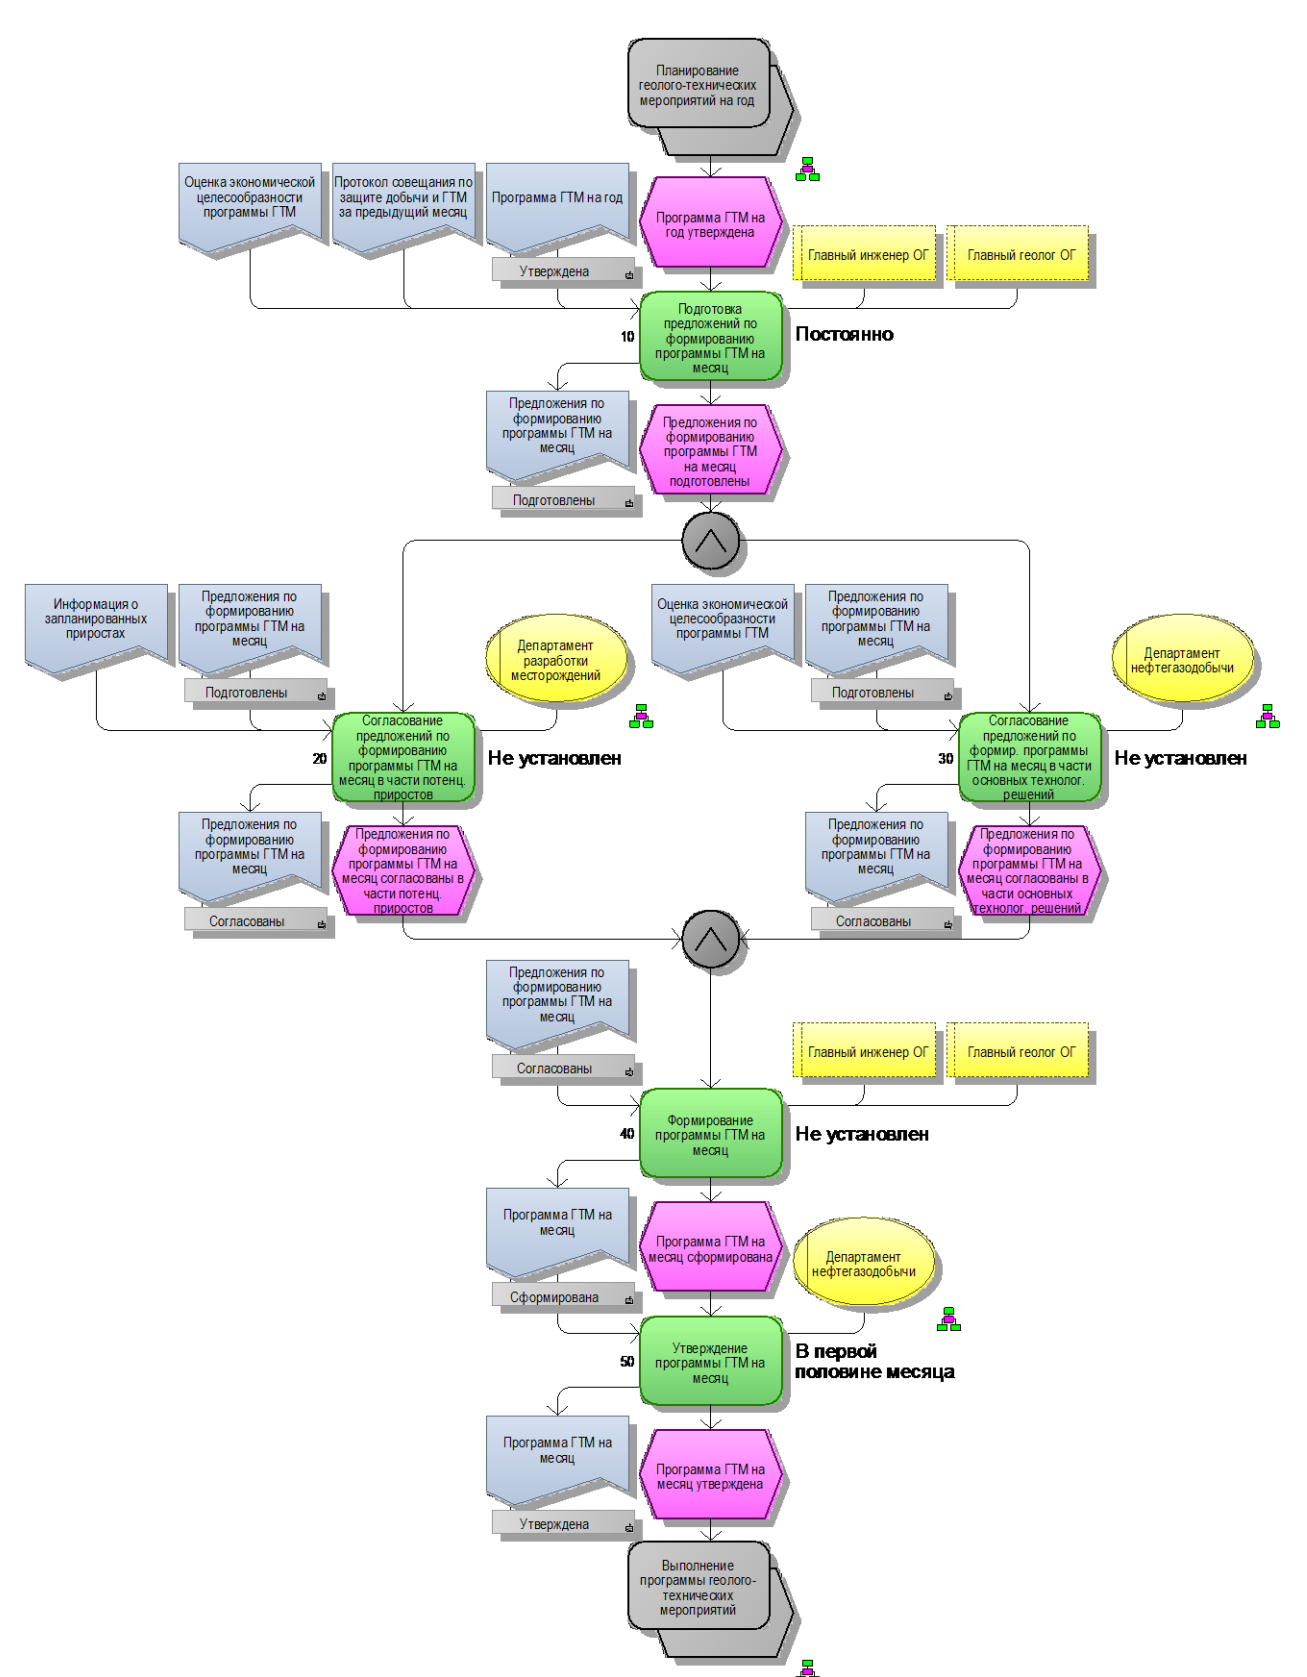 Планирование
геолого-технических
мероприятий на год
Оценка экономической
целесообразности
программы ГТМ
Протокол совещания по
защите добычи и ГТМ
за предыдущий месяц
Программа ГТМ на год
Утверждена
Программа ГТМ на
год утверждена
Главный инженер ОГ
Главный геолог ОГ
10
Подготовка
предложений по
формированию
программы ГТМ на
месяц
Постоянно
Предложения по
формированию
программы ГТМ на
месяц
Подготовлены
Предложения по
формированию
программы ГТМ
на месяц
подготовлены
Информация о
запланированных
приростах
Предложения по
формированию
программы ГТМ на
месяц
Подготовлены
Департамент
разработки
месторождений
20
Согласование
предложений по
формированию
программы ГТМ на
месяц в части потенц.
приростов
Не установлен
Оценка экономической
целесообразности
программы ГТМ
Предложения по
формированию
программы ГТМ на
месяц
Подготовлены
Департамент
нефтегазодобычи
30
Согласование
предложений по
формир. программы
ГТМ на месяц в части
основных технолог.
решений
Не установлен
Предложения по
формированию
программы ГТМ на
месяц
Согласованы
Предложения по
формированию
программы ГТМ на
месяц согласованы в
части потенц.
приростов
Предложения по
формированию
программы ГТМ на
месяц
Согласованы
Предложения по
формированию
программы ГТМ на
месяц согласованы в
части основных
технолог. решений
Предложения по
формированию
программы ГТМ на
месяц
Согласованы
Главный инженер ОГ
Главный геолог ОГ
40
Формирование
программы ГТМ на
месяц
Не установлен
Программа ГТМ на
месяц
Сформирована
Программа ГТМ на
месяц сформирована
Департамент
нефтегазодобычи
50
Утверждение
программы ГТМ на
месяц
В первой
половине месяца
Программа ГТМ на
месяц
Утверждена
Программа ГТМ на
месяц утверждена
Выполнение
программы геолого-
технических
мероприятий